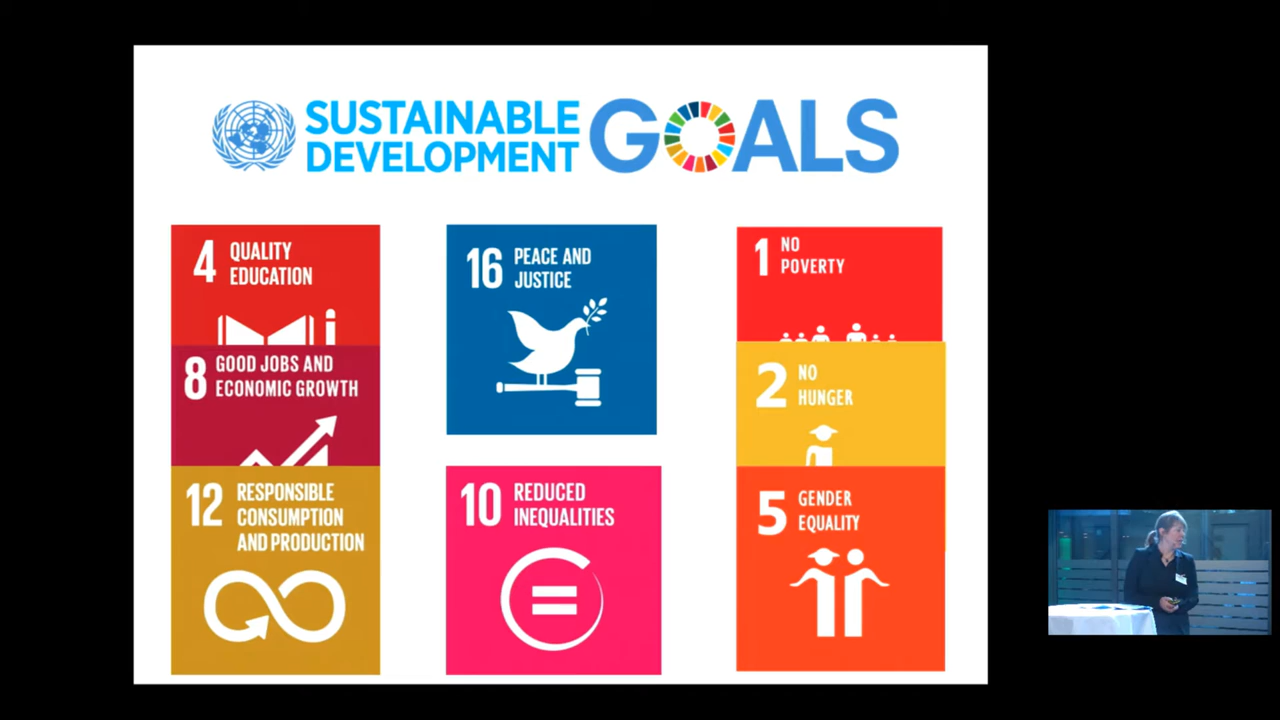 SUSTAINABLE
DEVELOPMENT
GOALS
4 QUALITY
EDUCATION
8 GOOD JOBS AND
ECONOMIC GROWTH
12 RESPONSIBLE
CONSUMPTION
AND PRODUCTION
16 PEACE AND
JUSTICE
10 REDUCED
INEQUALITIES
1 NO
POVERTY
2 NO
HUNGER
5 GENDER
EQUALITY